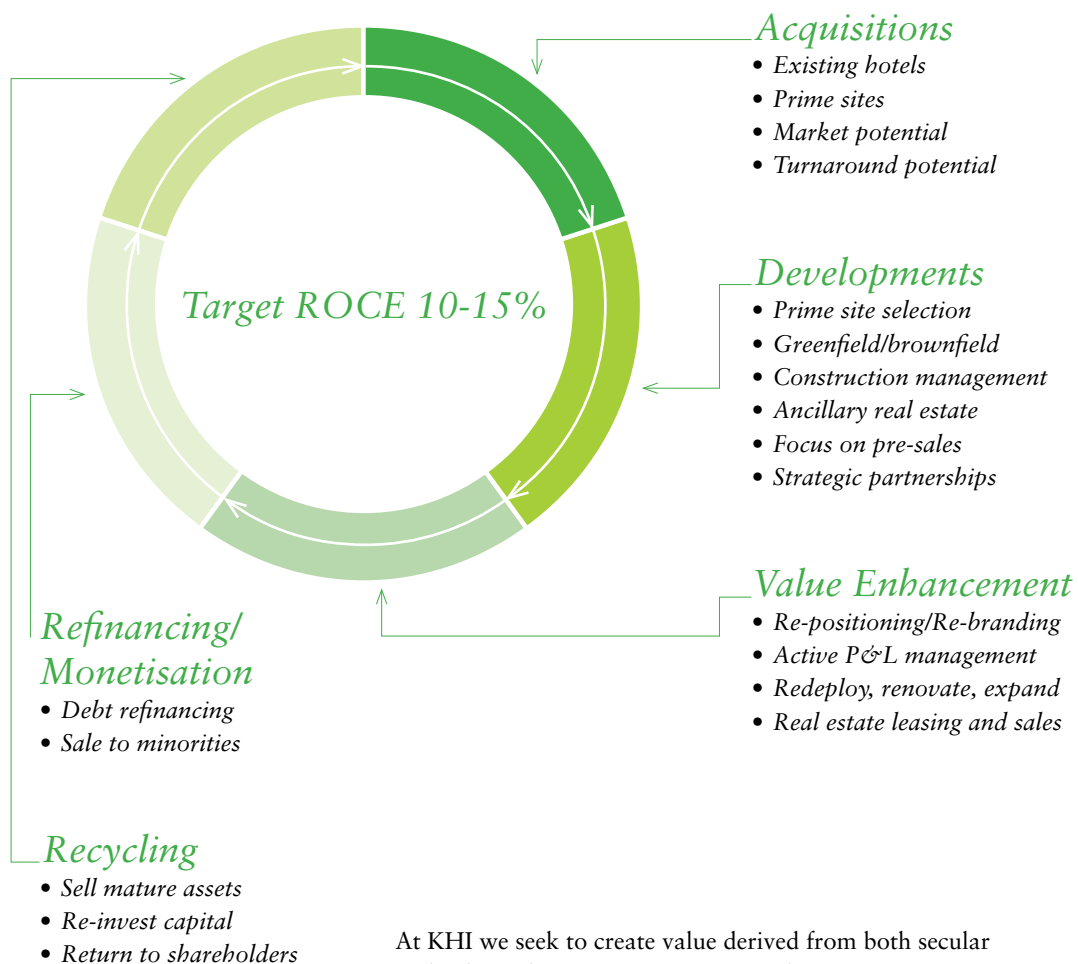 Acquisitions
• Existing hotels
• Prime sites
• Market potential
• Turnaround potential
Target ROCE 10-15%
Developments
• Prime site selection
• Greenfield/brownfield
• Construction management
• Ancillary real estate
• Focus on pre-sales
• Strategic partnerships
Value Enhancement
• Re-positioning/Re-branding
• Active P&L management
• Redeploy, renovate, expand
• Real estate leasing and sales
Refinancing/
Monetisation
• Debt refinancing
• Sale to minorities
Recycling
• Sell mature assets
• Re-invest capital
• Return to shareholders
At KHI we seek to create value derived from both secular